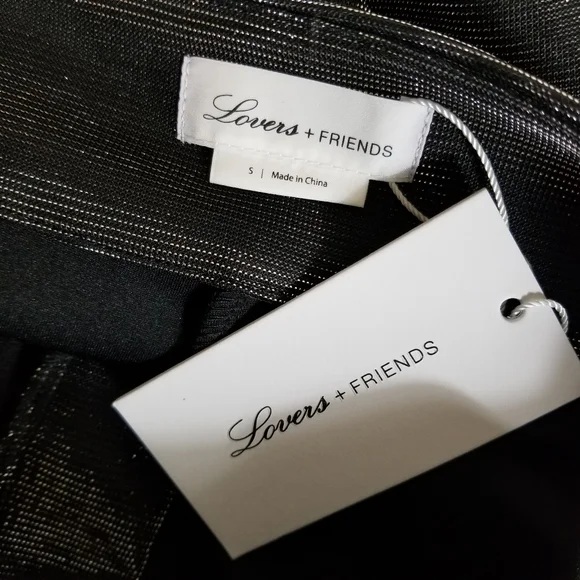 Lovers + FRIENDS
S | Made in China
Lovers + FRIENDS